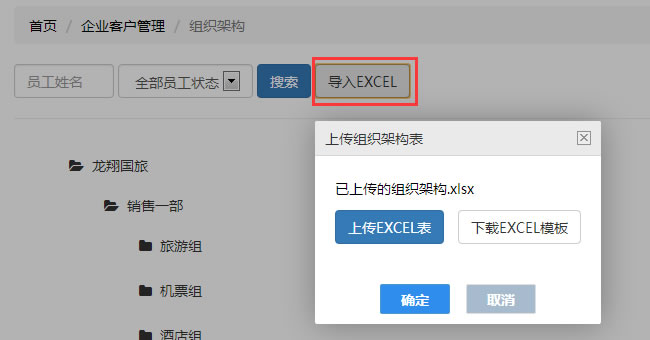 首页 / 企业客户管理 / 组织架构
员工姓名 全部员工状态 搜索 导入EXCEL
上传组织架构表
龙翔国旅
已上传的组织架构.xlsx
销售一部
上传EXCEL表 下载EXCEL模板
旅游组
机票组
确定 取消
酒店组